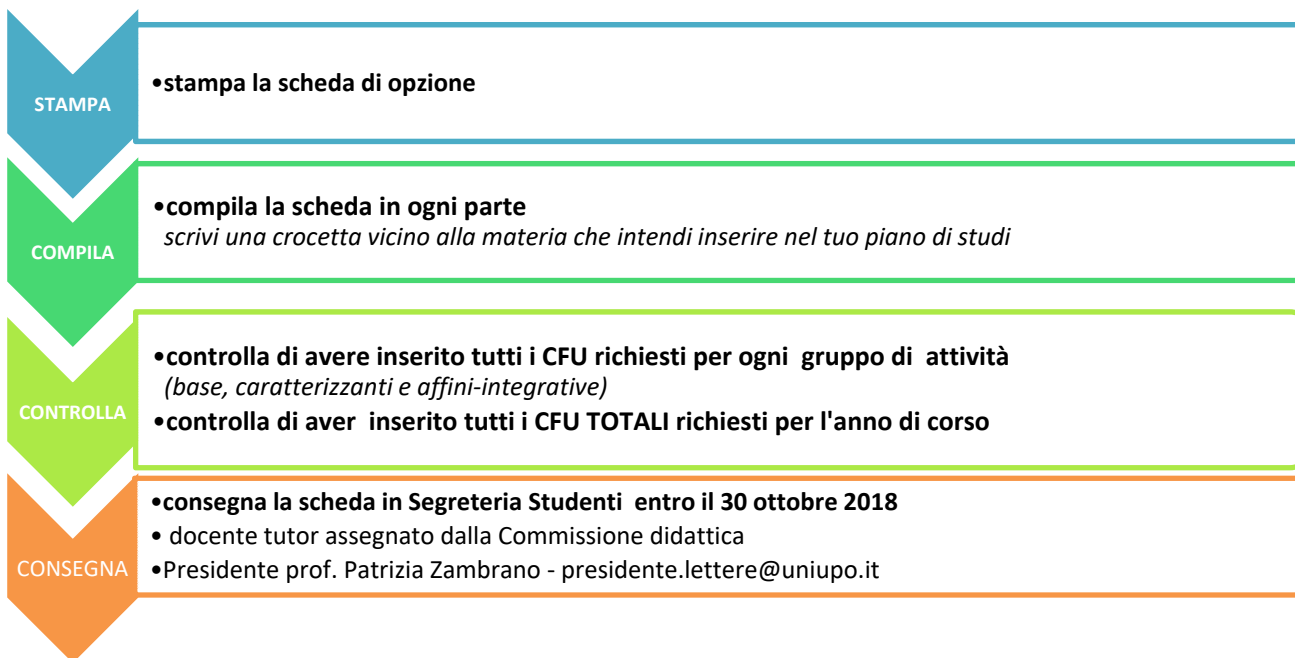 STAMPA
•stampa la scheda di opzione
COMPILA
•compila la scheda in ogni parte
scrivi una crocetta vicino alla materia che intendi inserire nel tuo piano di studi
CONTROLLA
•controlla di avere inserito tutti i CFU richiesti per ogni gruppo di attività
(base, caratterizzanti e affini-integrative)
•controlla di aver inserito tutti i CFU TOTALI richiesti per l'anno di corso
CONSEGNA
•consegna la scheda in Segreteria Studenti entro il 30 ottobre 2018
• docente tutor assegnato dalla Commissione didattica
•Presidente prof. Patrizia Zambrano - presidente.lettere@uniupo.it